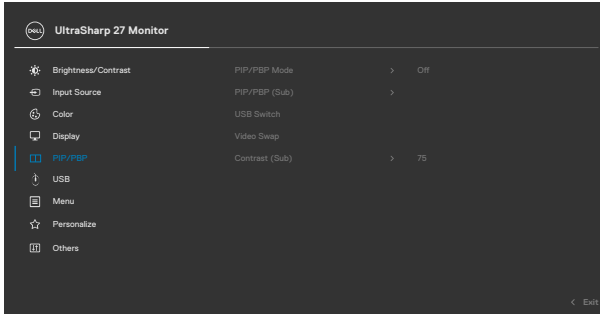 DELL UltraSharp 27 Monitor
Brightness/Contrast PIP/PBP Mode > Off
Input Source PIP/PBP (Sub) >
Color USB Switch
Display Video Swap
PIP/PBP Contrast (Sub) > 75
USB
Menu
Personalize
Others
< Exit